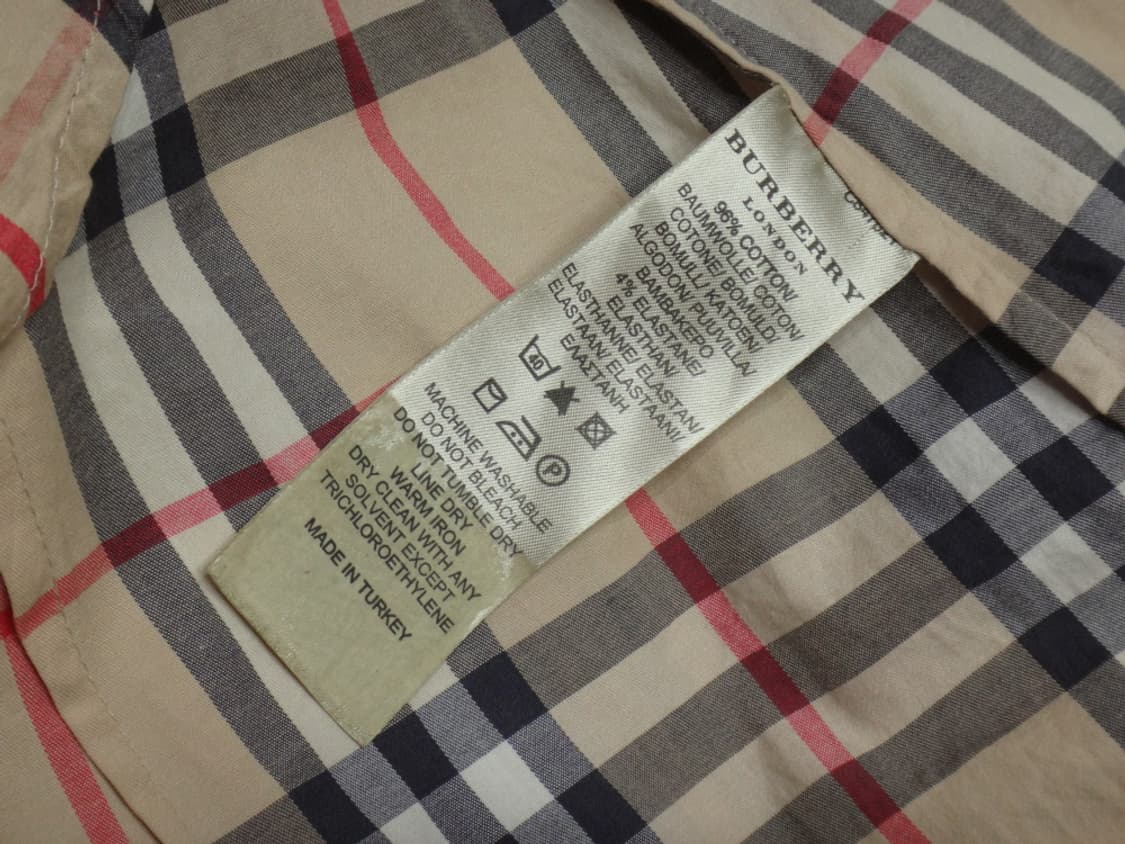 BURBERRY
LONDON
96% COTTON/
BAUMWOLLE/ COTON/
COTONE/ BOMULD/
BOMULL/ KATOEN/
ALGODON/ PUUVILLA/
ΒΑΜΒΑΚΕΡΟ
4% ELASTANE/
ELASTHAN/
ELASTHANNE/ ELASTAN/
ELASTAAN/ ELASTAANI/
ΕΛΑΣΤΑΝΗ
40
P
MACHINE WASHABLE
DO NOT BLEACH
DO NOT TUMBLE DRY
LINE DRY
WARM IRON
DRY CLEAN WITH ANY
SOLVENT EXCEPT
TRICHLOROETHYLENE
MADE IN TURKEY